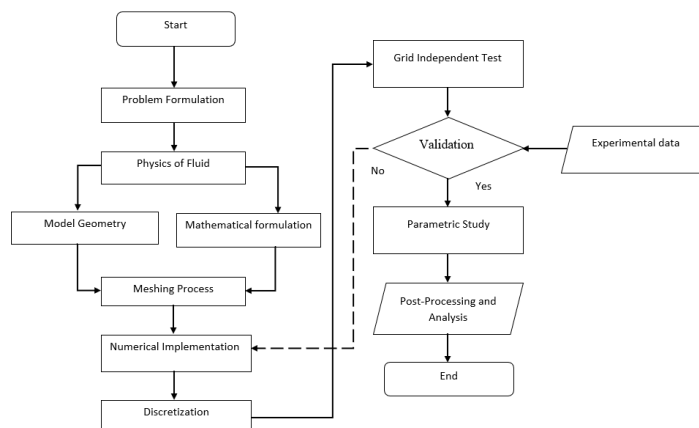 Start
Problem Formulation
Physics of Fluid
Model Geometry
Mathematical formulation
Meshing Process
Numerical Implementation
Discretization
Grid Independent Test
Validation
Experimental data
No
Yes
Parametric Study
Post-Processing and
Analysis
End